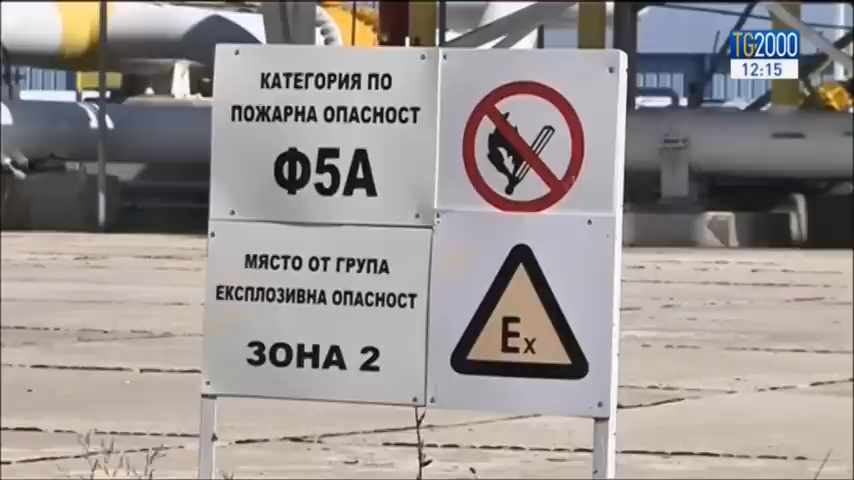 TG2000
12:15
КАТЕГОРИЯ ПО
ПОЖАРНА ОПАСНОСТ
Ф5А
МЯСТО ОТ ГРУПА
ЕКСПЛОЗИВНА ОПАСНОСТ
ЗОНА 2
Ex